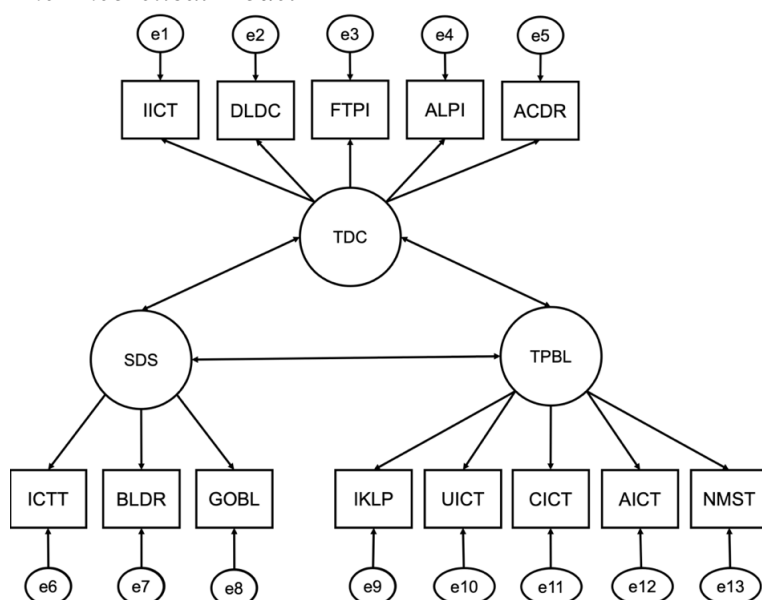 e1 e2 e3 e4 e5
IICT DLDC FTPI ALPI ACDR
TDC
SDS TPBL
ICTT BLDR GOBL IKLP UICT CICT AICT NMST
e6 e7 e8 e9 e10 e11 e12 e13